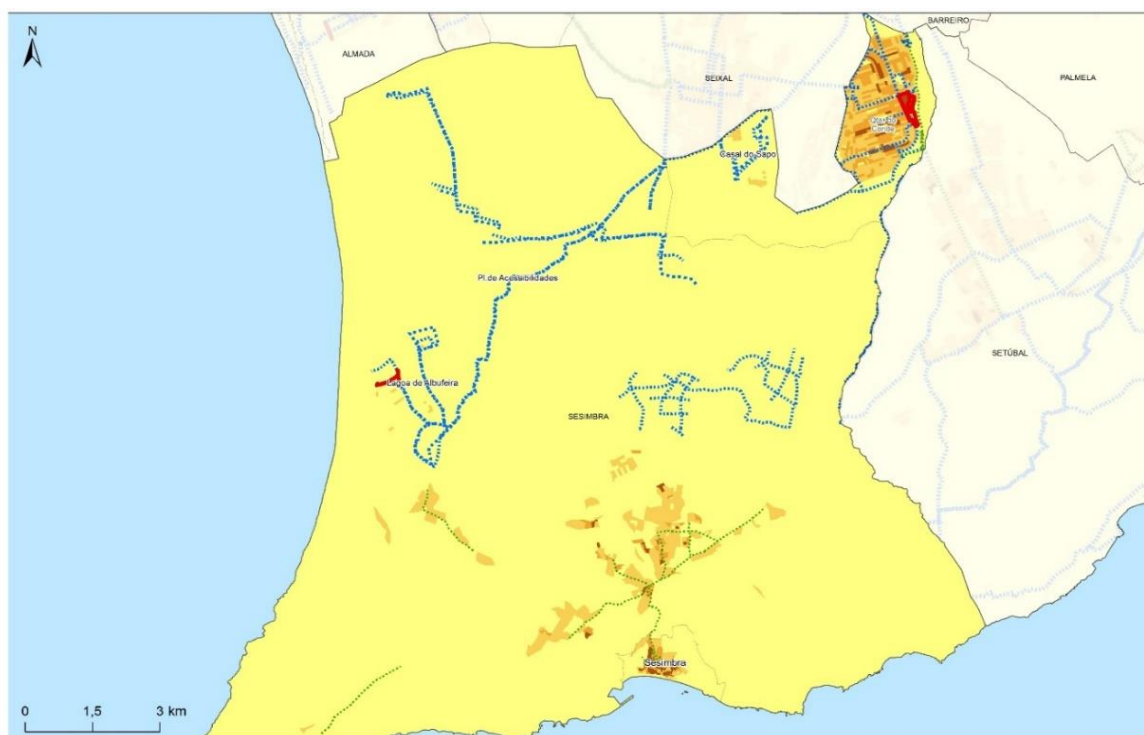 N
BARREIRO
ALMADA
SEIXAL
PALMELA
Conde
Casal do Sapo
Pl.de Acessibilidades
SETÚBAL
Lagoa de Albufeira
SESIMBRA
Sesimbra
0 1,5 3 km